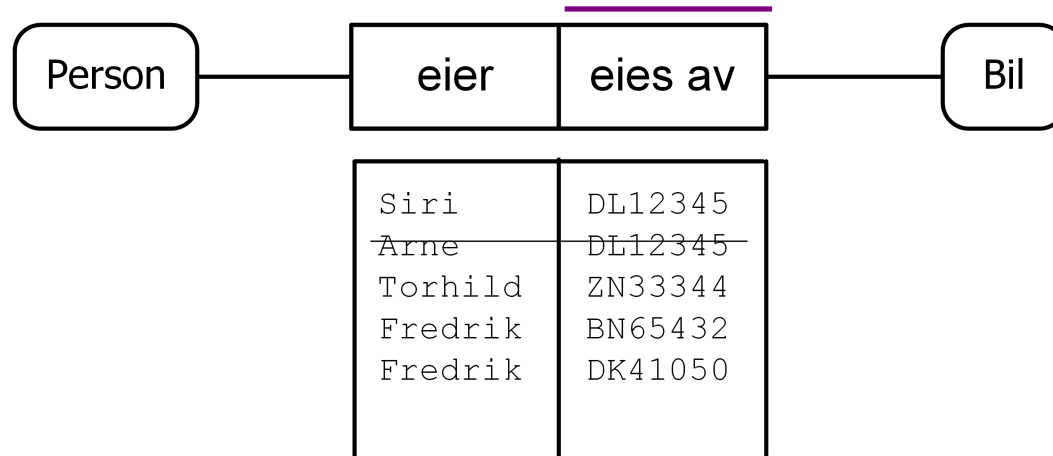 Person eier eies av Bil
Siri DL12345
Arne DL12345
Torhild ZN33344
Fredrik BN65432
Fredrik DK41050